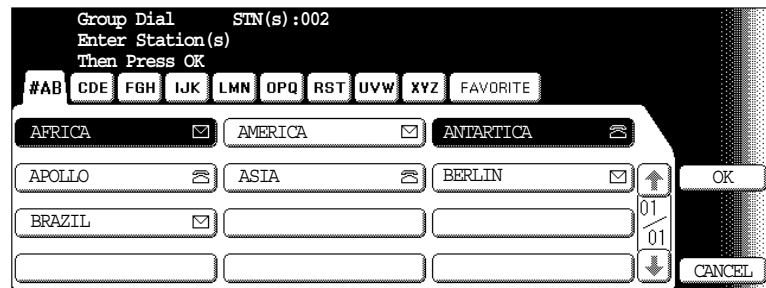 Group Dial STN(s):002
Enter Station(s)
Then Press OK
#AB CDE FGH IJK LMN OPQ RST UVW XYZ FAVORITE
AFRICA AMERICA ANTARTICA
APOLLO ASIA BERLIN OK
BRAZIL 01
01
CANCEL